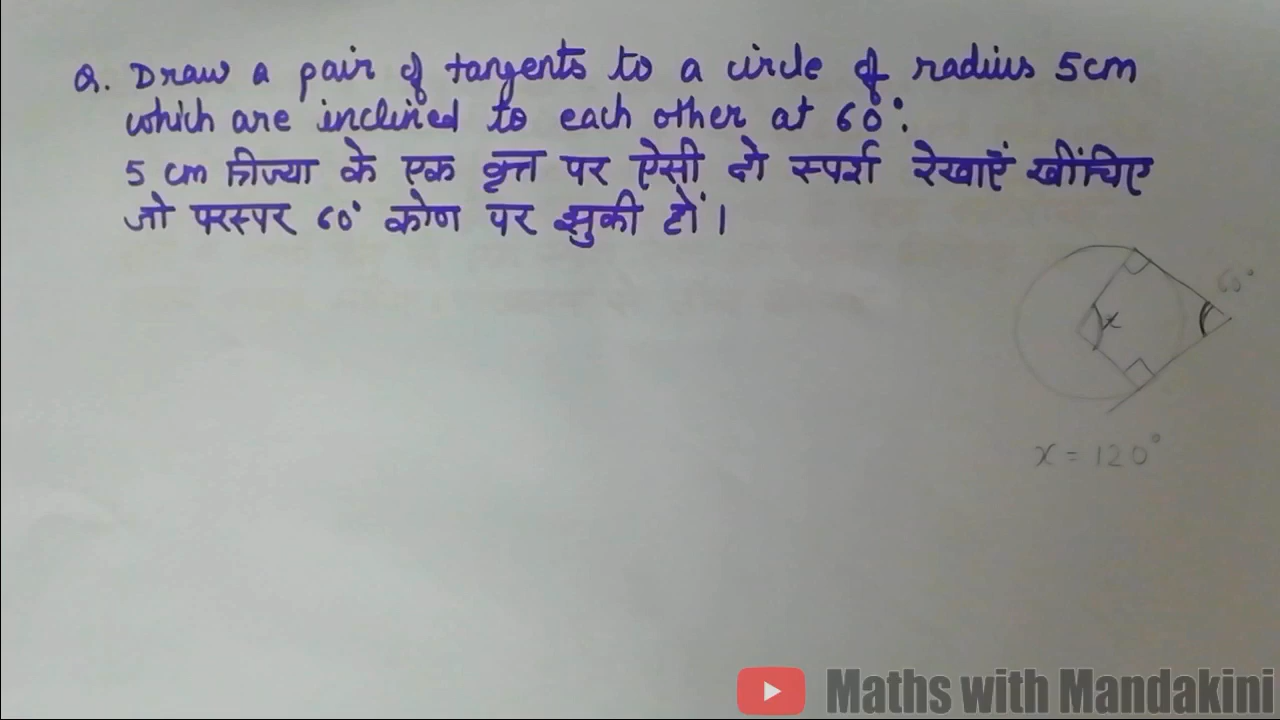 Q. Draw a pair of tangents to a circle of radius 5cm
which are inclined to each other at 60°.
5 cm त्रिज्या के एक वृत्त पर ऐसी दो स्पर्श रेखाएँ खींचिए
जो परस्पर 60° कोण पर झुकी हों।
60°
x
x = 120°
Maths with Mandakini